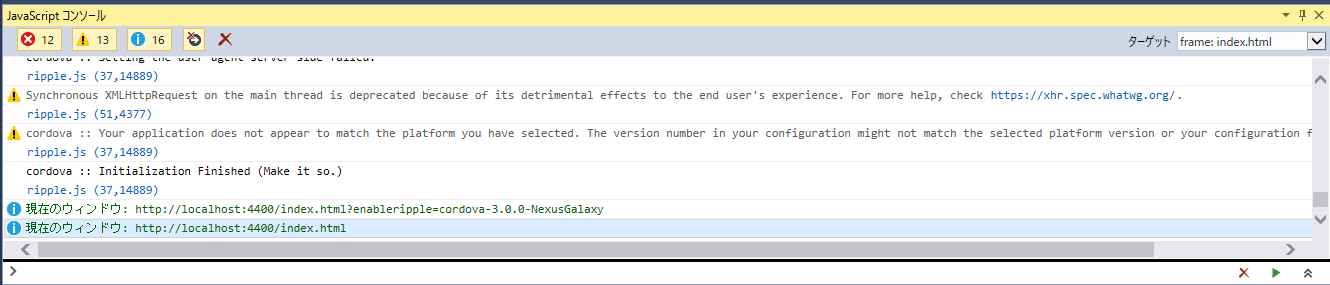 JavaScript コンソール
12 13 16 ターゲット frame: index.html
cordova :: Setting the user agent server side failed.
ripple.js (37,14889)
Synchronous XMLHttpRequest on the main thread is deprecated because of its detrimental effects to the end user's experience. For more help, check https://xhr.spec.whatwg.org/.
ripple.js (51,4377)
cordova :: Your application does not appear to match the platform you have selected. The version number in your configuration might not match the selected platform version or your configuration f
ripple.js (37,14889)
cordova :: Initialization Finished (Make it so.)
ripple.js (37,14889)
現在のウィンドウ: http://localhost:4400/index.html?enableripple=cordova-3.0.0-NexusGalaxy
現在のウィンドウ: http://localhost:4400/index.html